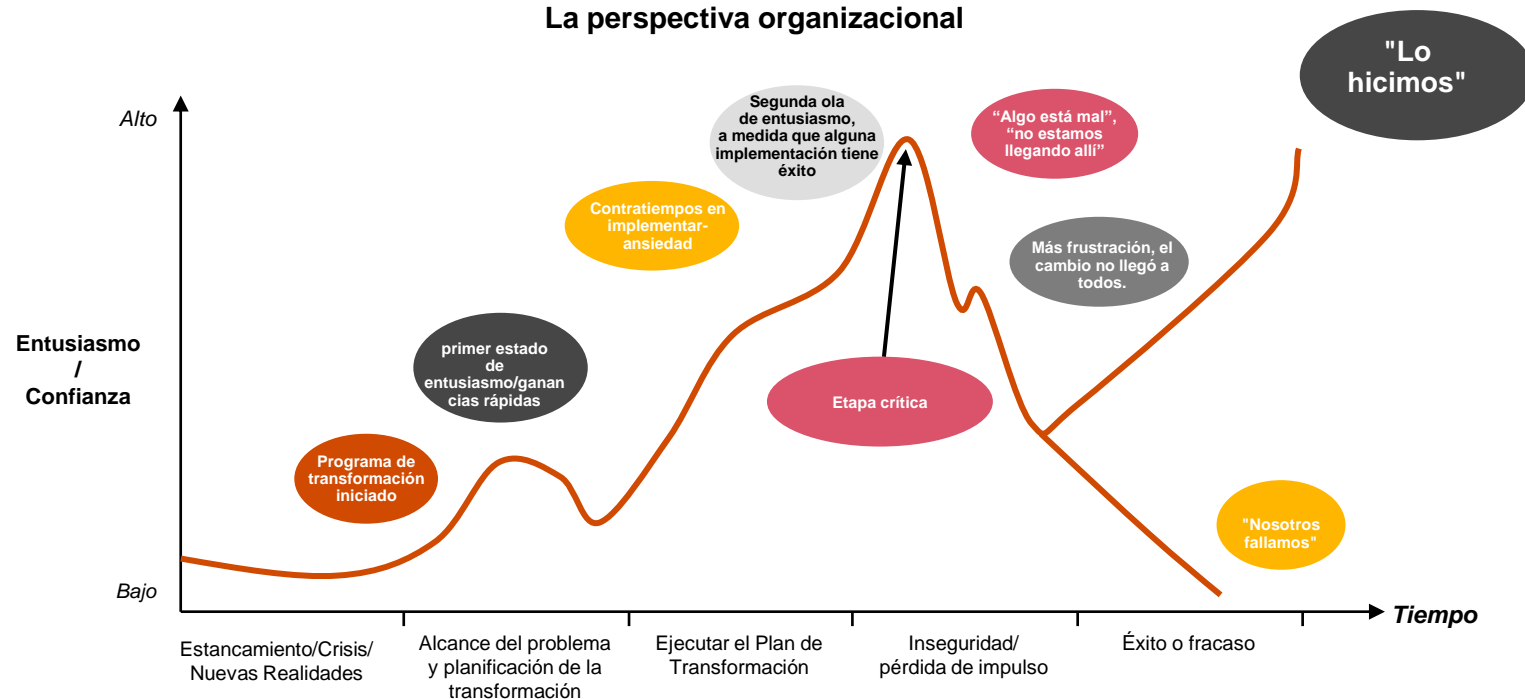 La perspectiva organizacional
"Lo
hicimos"
Alto
Segunda ola
de entusiasmo,
a medida que alguna
implementación tiene
éxito
“Algo está mal”,
“no estamos
llegando allí”
Contratiempos en
implementar-
ansiedad
Más frustración, el
cambio no llegó a
todos.
Entusiasmo
/
Confianza
primer estado
de
entusiasmo/ganan
cias rápidas
Etapa crítica
Programa de
transformación
iniciado
"Nosotros
fallamos"
Bajo
Tiempo
Estancamiento/Crisis/
Nuevas Realidades
Alcance del problema
y planificación de la
transformación
Ejecutar el Plan de
Transformación
Inseguridad/
pérdida de impulso
Éxito o fracaso